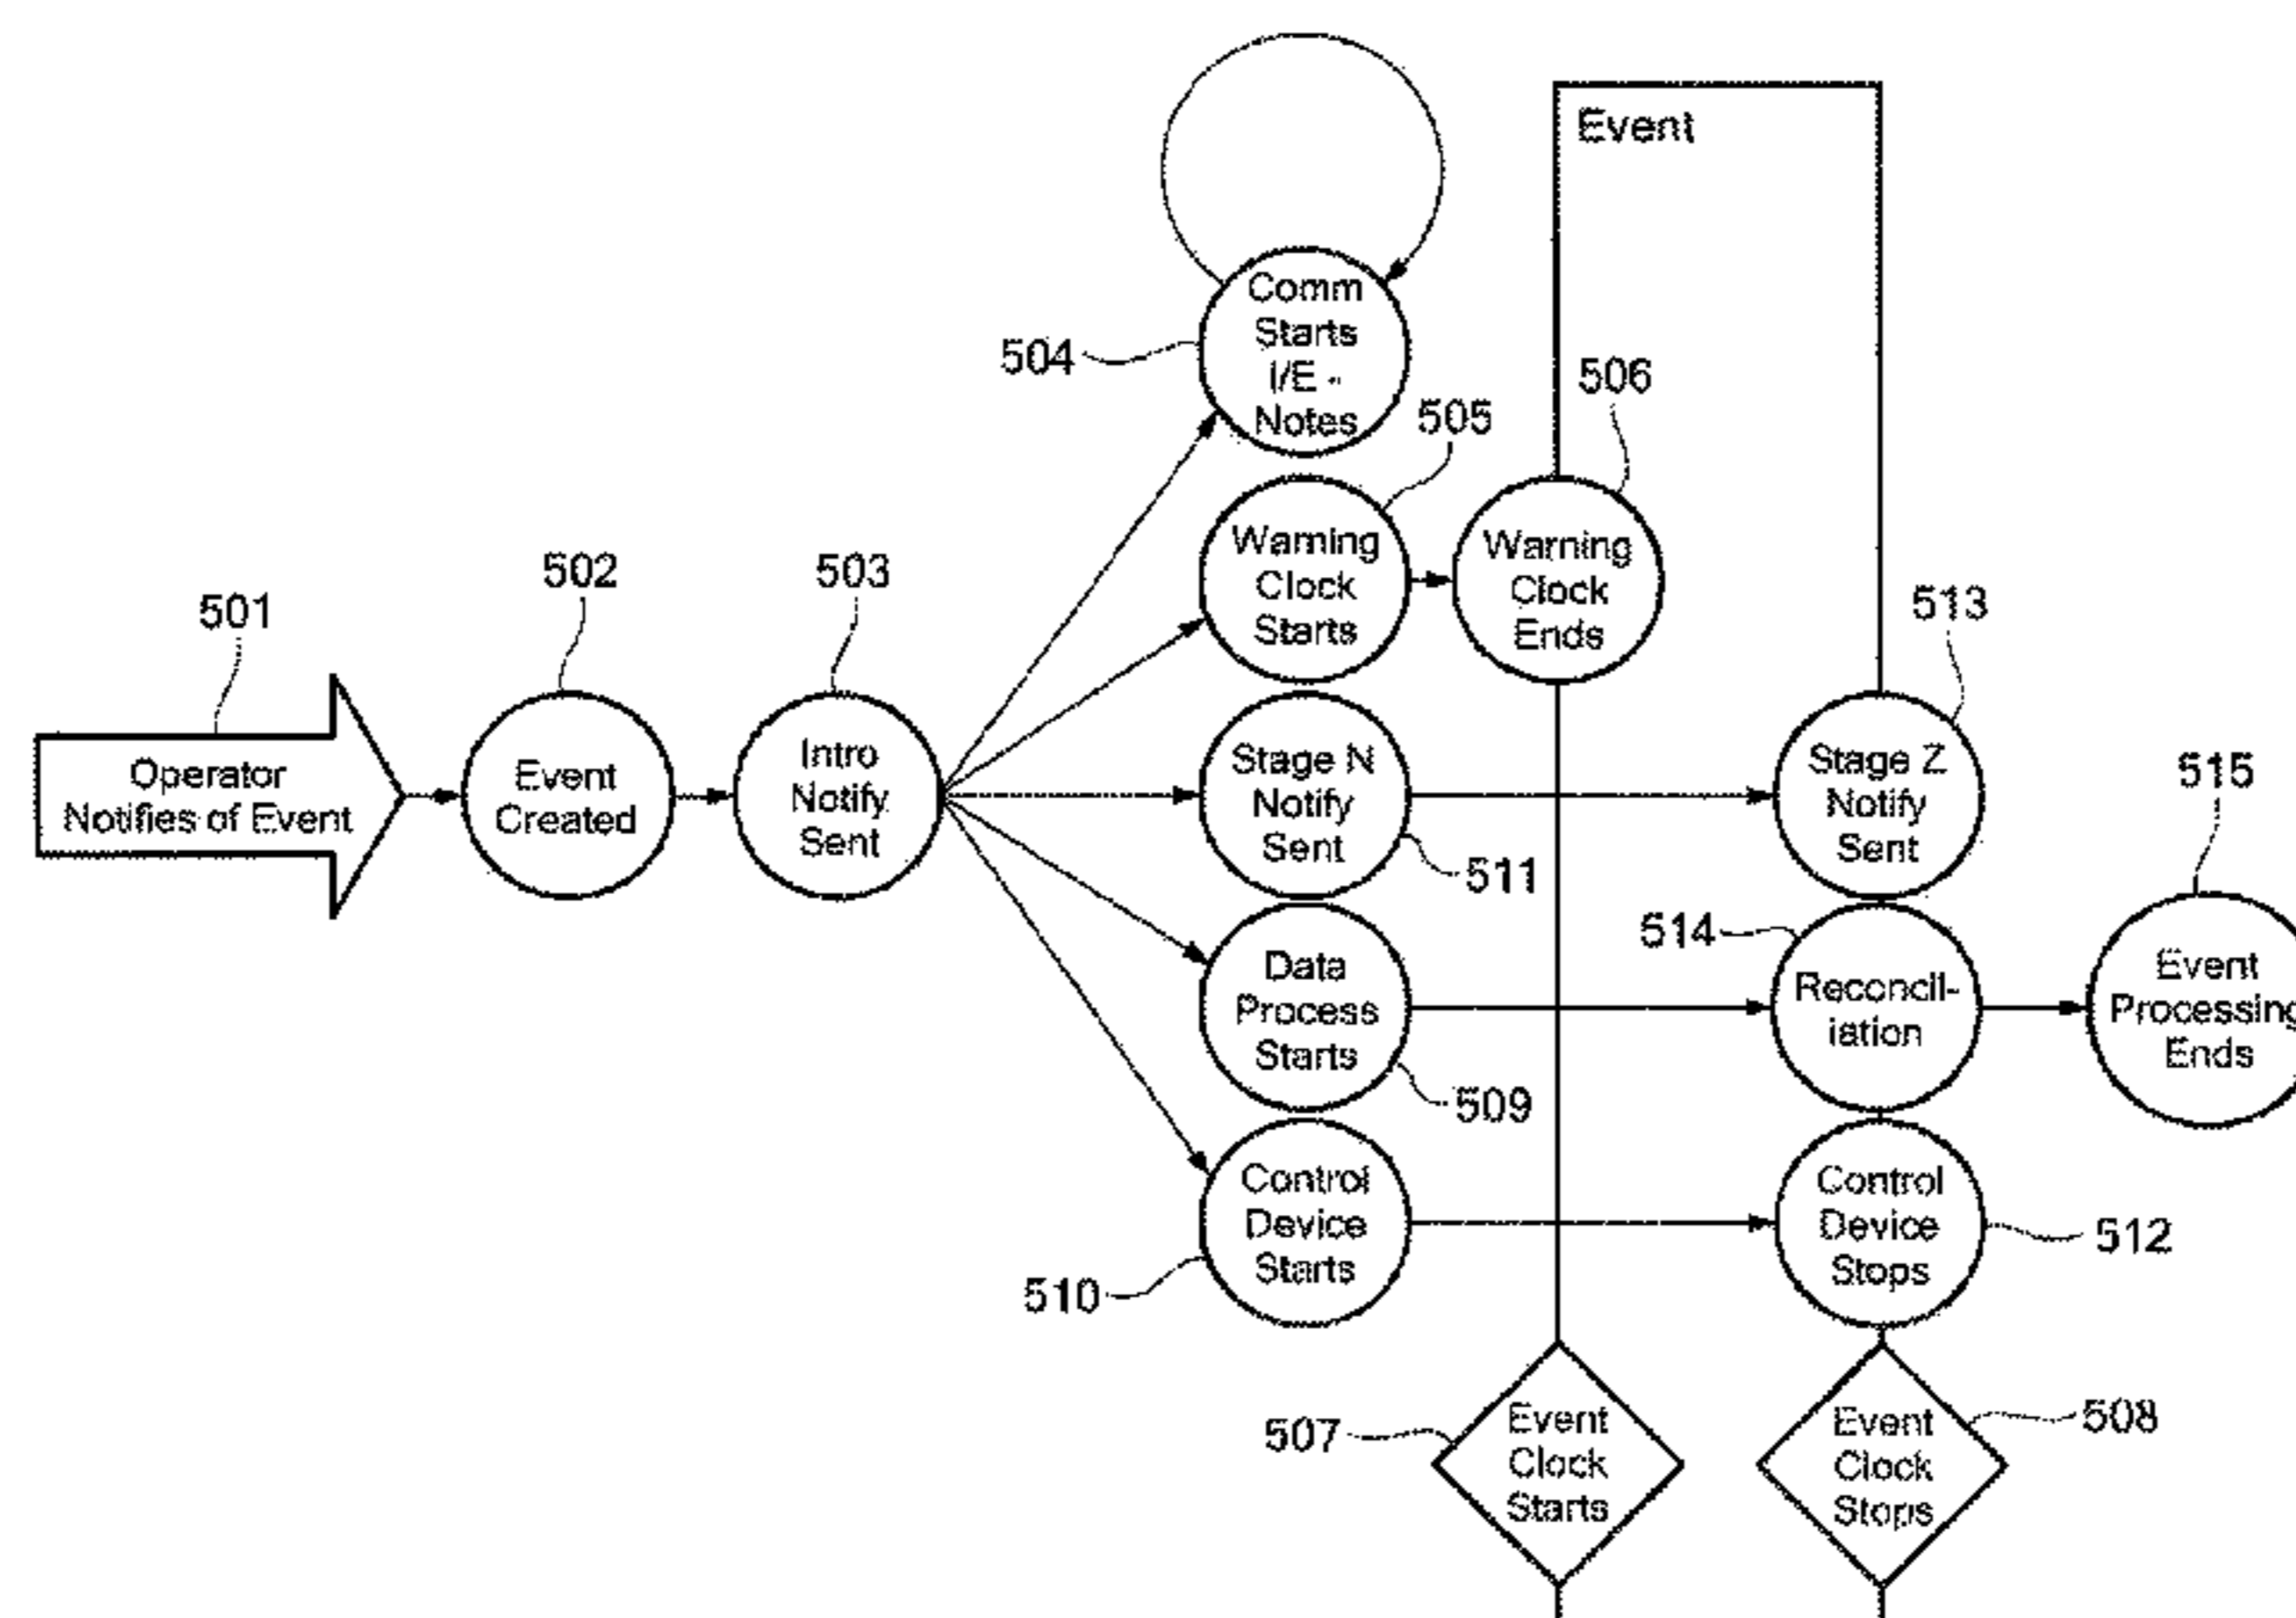 Event
Comm
Starts
I/E -
Notes
504
506
505
Warning
Clock
Starts
Warning
Clock
Ends
501
502
503
513
Operator
Notifies of Event
Event
Created
Intro
Notify
Sent
Stage N
Notify
Sent
511
Stage Z
Notify
Sent
515
514
Data
Process
Starts
509
Reconcil-
iation
Event
Processing
Ends
Control
Device
Starts
510
Control
Device
Stops
512
507
Event
Clock
Starts
Event
Clock
Stops
508